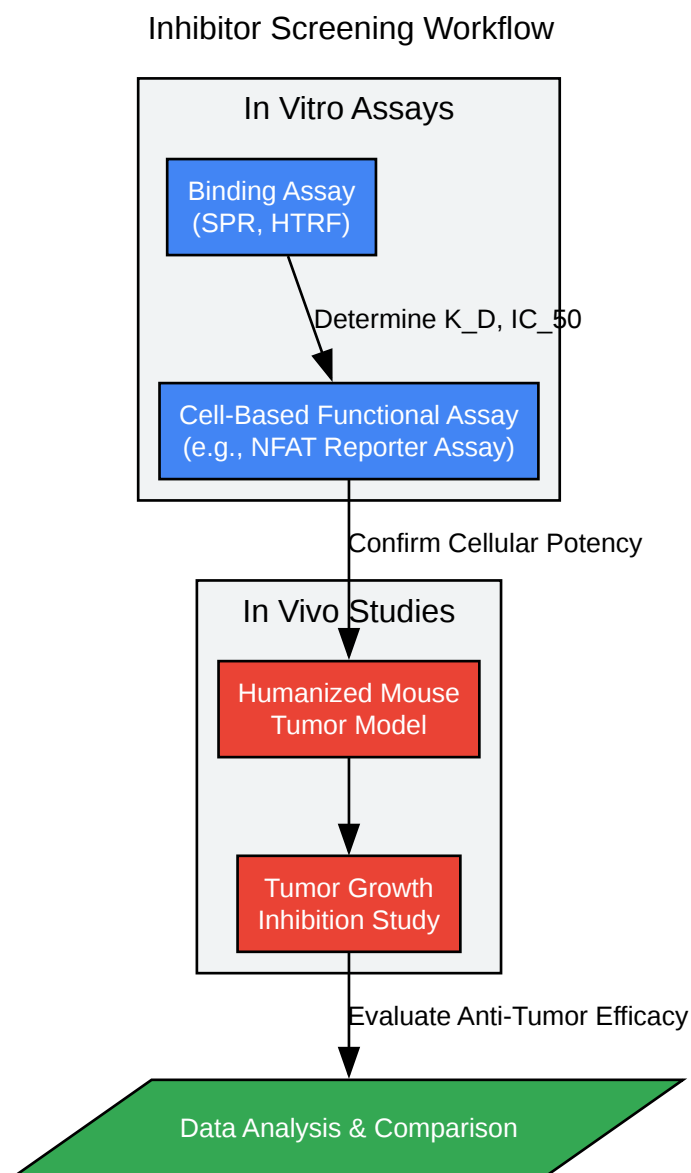 Inhibitor Screening Workflow
In Vitro Assays
Binding Assay
(SPR, HTRF)
Determine K_D, IC_50
Cell-Based Functional Assay
(e.g., NFAT Reporter Assay)
Confirm Cellular Potency
In Vivo Studies
Humanized Mouse
Tumor Model
Tumor Growth
Inhibition Study
Evaluate Anti-Tumor Efficacy
Data Analysis & Comparison